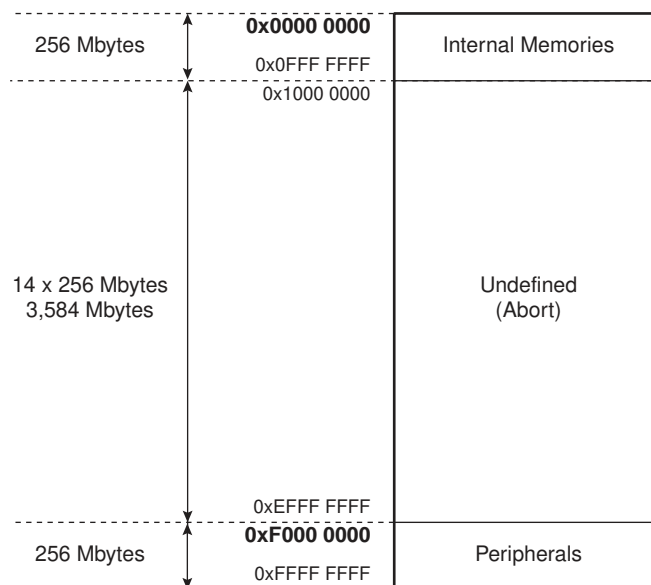 256 Mbytes
0x0000 0000
0x0FFF FFFF
Internal Memories
0x1000 0000
14 x 256 Mbytes
3,584 Mbytes
Undefined
(Abort)
0xEFFF FFFF
256 Mbytes
0xF000 0000
0xFFFF FFFF
Peripherals